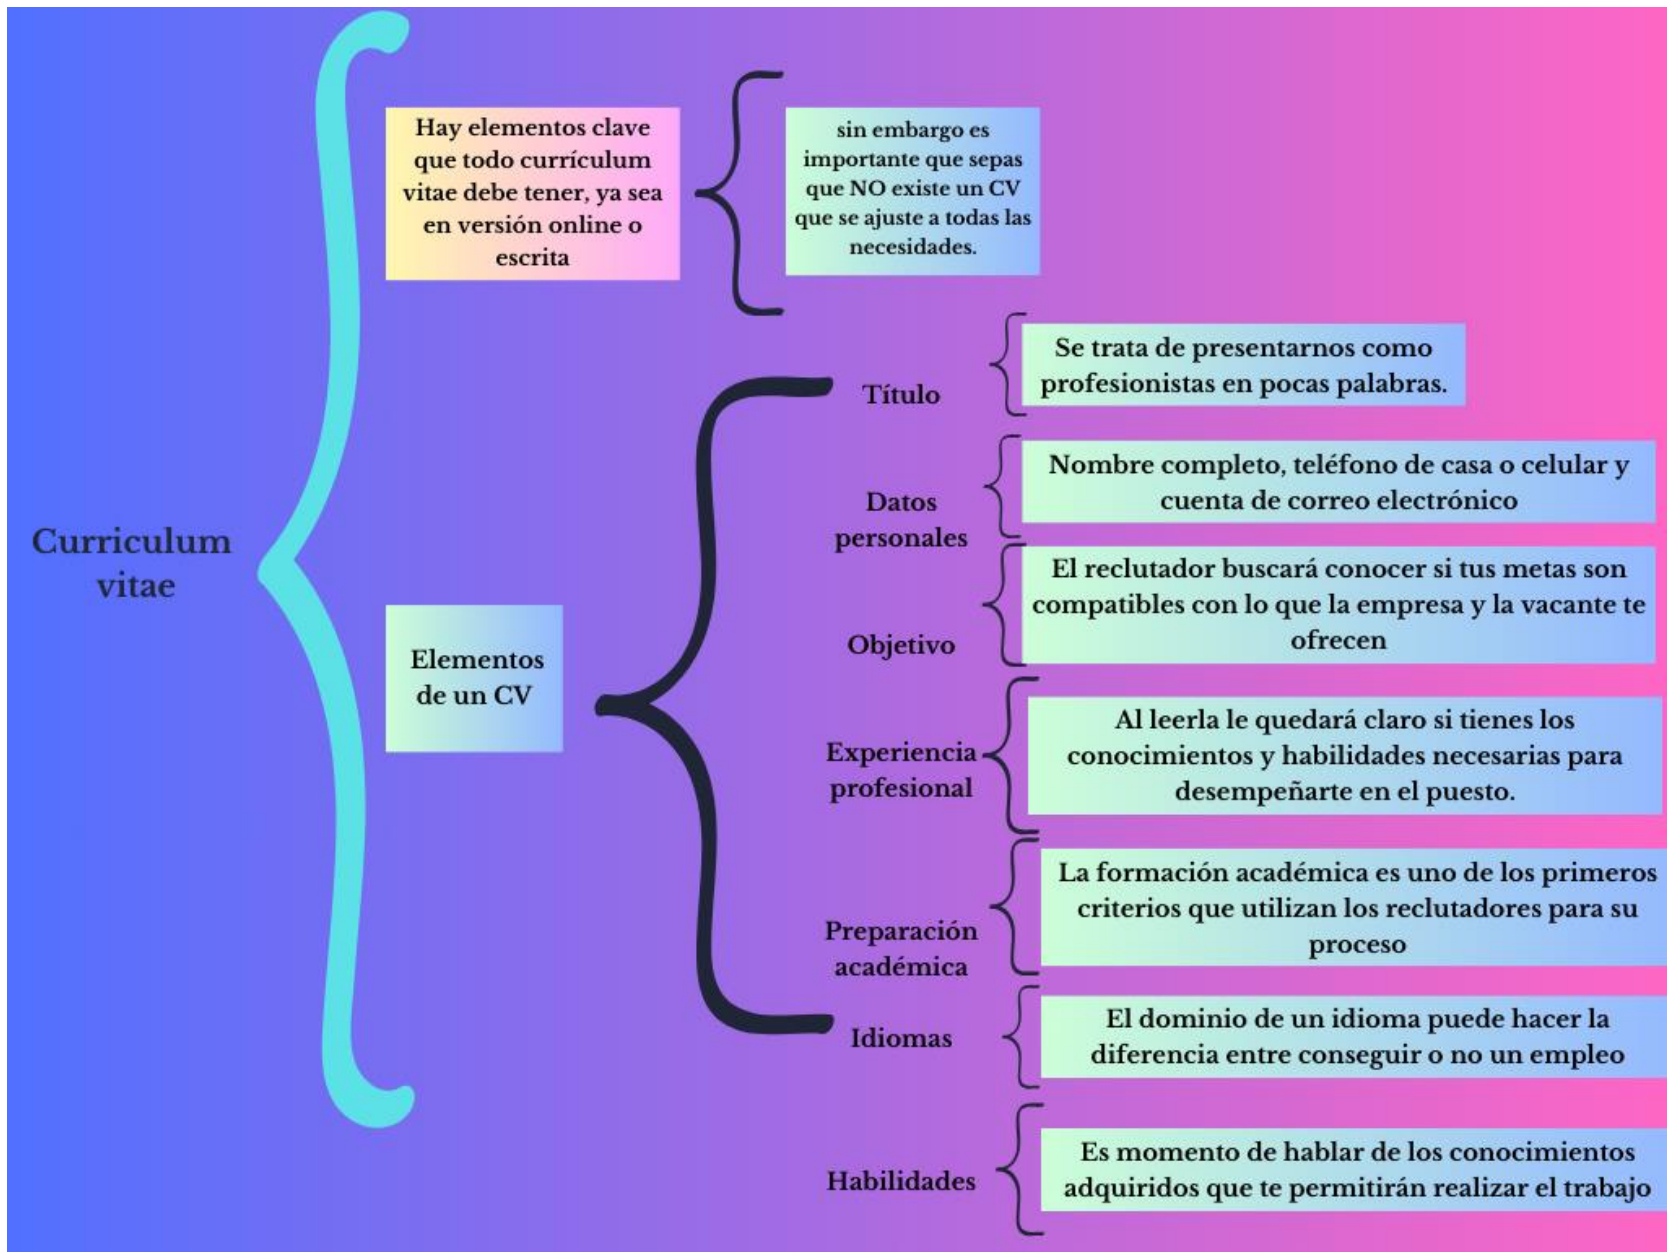 Curriculum
vitae
Hay elementos clave
que todo currículum
vitae debe tener, ya sea
en versión online o
escrita
sin embargo es
importante que sepas
que NO existe un CV
que se ajuste a todas las
necesidades.
Elementos
de un CV
Título
Se trata de presentarnos como
profesionistas en pocas palabras.
Datos
personales
Nombre completo, teléfono de casa o celular y
cuenta de correo electrónico
Objetivo
El reclutador buscará conocer si tus metas son
compatibles con lo que la empresa y la vacante te
ofrecen
Experiencia
profesional
Al leerla le quedará claro si tienes los
conocimientos y habilidades necesarias para
desempeñarte en el puesto.
Preparación
académica
La formación académica es uno de los primeros
criterios que utilizan los reclutadores para su
proceso
Idiomas
El dominio de un idioma puede hacer la
diferencia entre conseguir o no un empleo
Habilidades
Es momento de hablar de los conocimientos
adquiridos que te permitirán realizar el trabajo